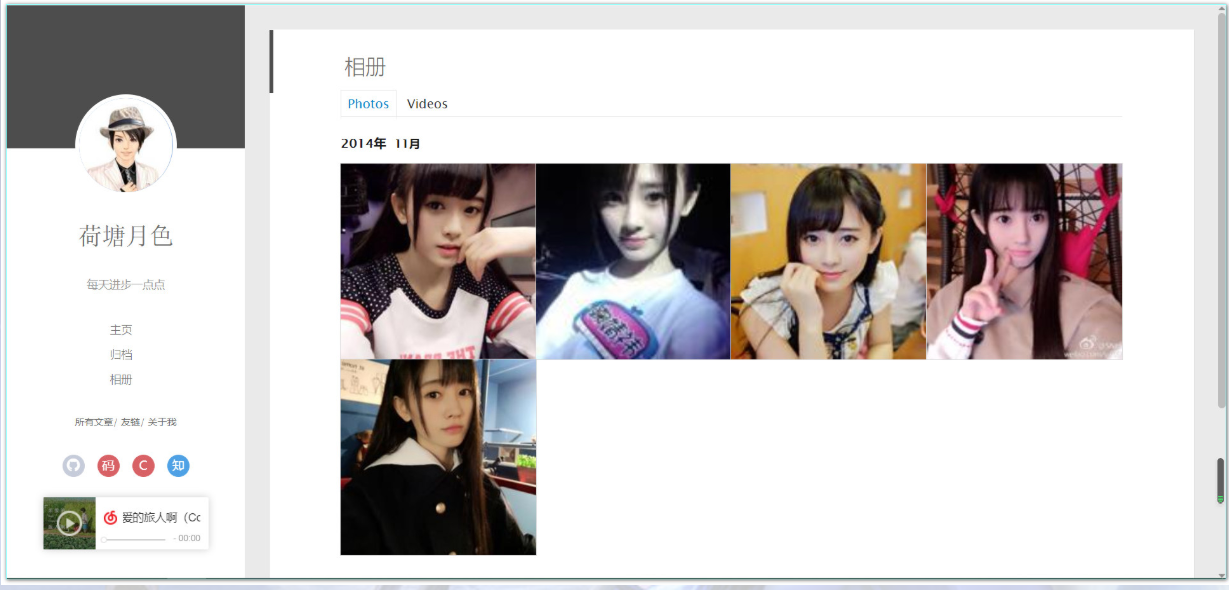 相册
Photos Videos
2014年 11月
荷塘月色
每天进步一点点
主页
归档
相册
所有文章/ 友链/ 关于我
码 C 知
爱的旅人啊（Co
- 00:00